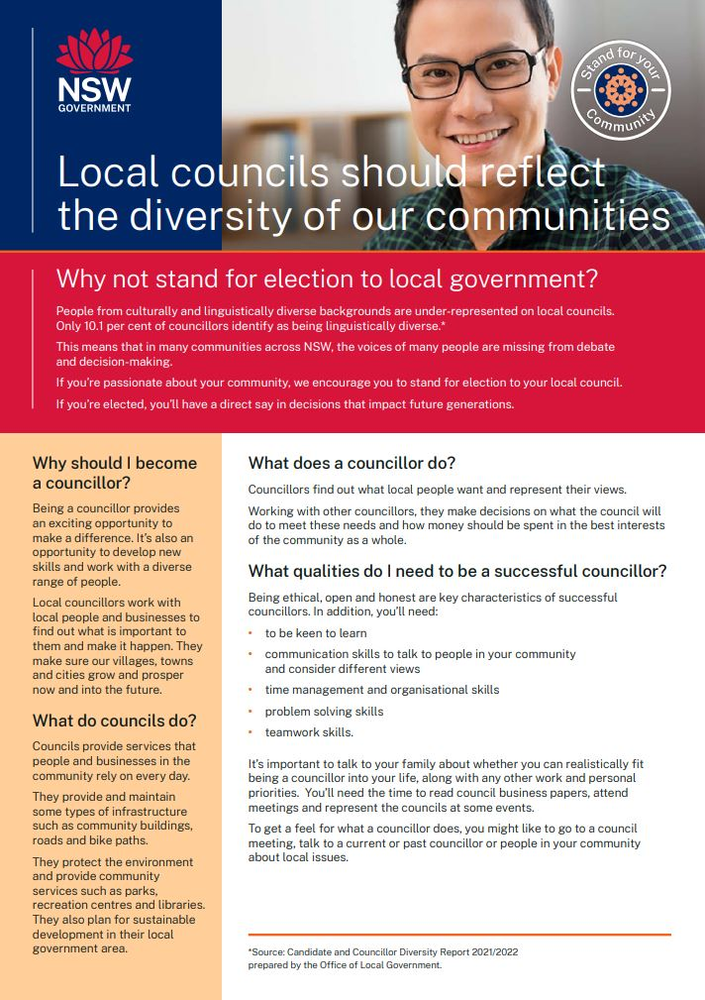 NSW
GOVERNMENT
Stand for your
Community
Local councils should reflect
the diversity of our communities
Why not stand for election to local government?
People from culturally and linguistically diverse backgrounds are under-represented on local councils.
Only 10.1 per cent of councillors identify as being linguistically diverse.*
This means that in many communities across NSW, the voices of many people are missing from debate
and decision-making.
If you're passionate about your community, we encourage you to stand for election to your local council.
If you're elected, you'll have a direct say in decisions that impact future generations.
Why should I become
a councillor?
Being a councillor provides
an exciting opportunity to
make a difference. It's also an
opportunity to develop new
skills and work with a diverse
range of people.
Local councillors work with
local people and businesses to
find out what is important to
them and make it happen. They
make sure our villages, towns
and cities grow and prosper
now and into the future.
What do councils do?
Councils provide services that
people and businesses in the
community rely on every day.
They provide and maintain
some types of infrastructure
such as community buildings,
roads and bike paths.
They protect the environment
and provide community
services such as parks,
recreation centres and libraries.
They also plan for sustainable
development in their local
government area.
What does a councillor do?
Councillors find out what local people want and represent their views.
Working with other councillors, they make decisions on what the council will
do to meet these needs and how money should be spent in the best interests
of the community as a whole.
What qualities do I need to be a successful councillor?
Being ethical, open and honest are key characteristics of successful
councillors. In addition, you'll need:
• to be keen to learn
• communication skills to talk to people in your community
and consider different views
• time management and organisational skills
• problem solving skills
• teamwork skills.
It's important to talk to your family about whether you can realistically fit
being a councillor into your life, along with any other work and personal
priorities. You'll need the time to read council business papers, attend
meetings and represent the councils at some events.
To get a feel for what a councillor does, you might like to go to a council
meeting, talk to a current or past councillor or people in your community
about local issues.
*Source: Candidate and Councillor Diversity Report 2021/2022
prepared by the Office of Local Government.